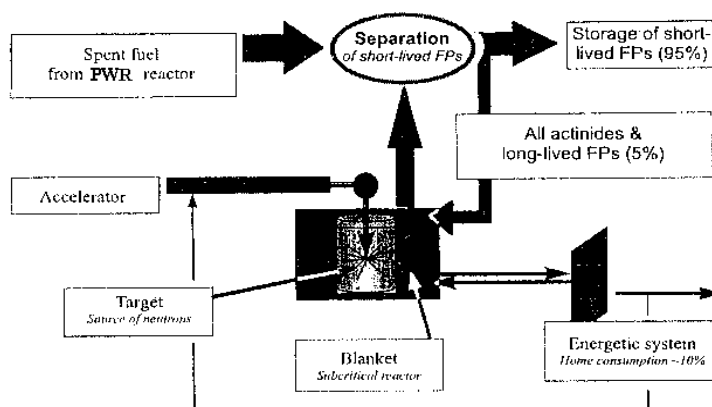 Spent fuel
from PWR reactor
Separation
of short-lived FPs
Storage of short-
lived FPs (95%)
All actinides &
long-lived FPs (5%)
Accelerator
Target
Source of neutrons
Blanket
Subcritical reactor
Energetic system
Home consumption ~10%